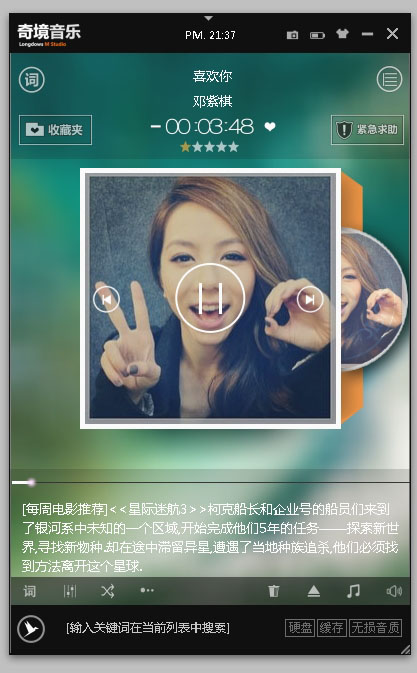 奇境音乐
Longdows M Studio
PM. 21:37
词
喜欢你
邓紫棋
收藏夹
-00:03:48
紧急求助
[每周电影推荐]<<星际迷航3>>柯克船长和企业号的船员们来到
了银河系中未知的一个区域,开始完成他们5年的任务——探索新世
界,寻找新物种.却在途中滞留异星,遭遇了当地种族追杀,他们必须找
到方法离开这个星球.
词
[输入关键词在当前列表中搜索]
硬盘 缓存 无损音质